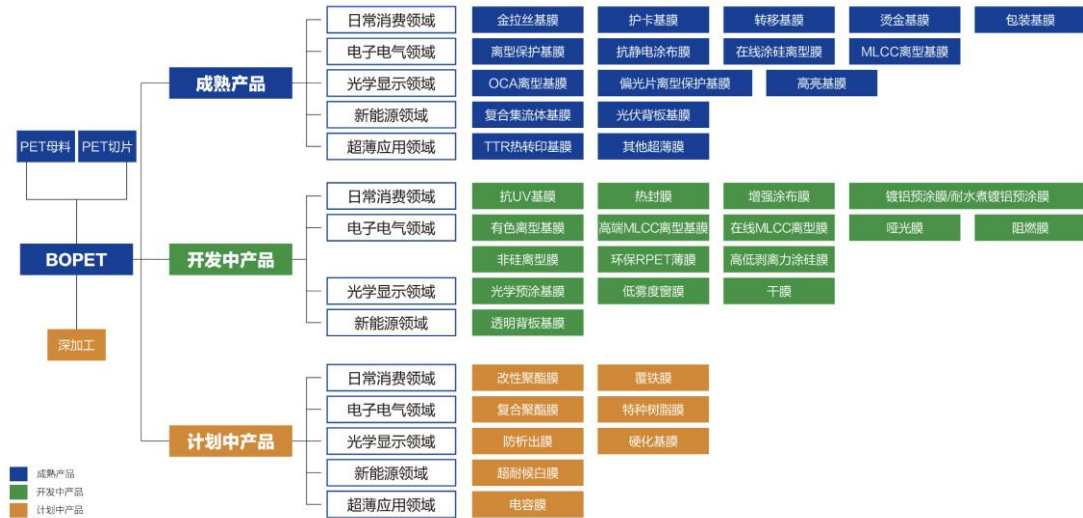 日常消费领域 金拉丝基膜 护卡基膜 转移基膜 烫金基膜 包装基膜
电子电气领域 离型保护基膜 抗静电涂布膜 在线涂硅离型膜 MLCC离型基膜
成熟产品
光学显示领域 OCA离型基膜 偏光片离型保护基膜 高亮基膜
新能源领域 复合集流体基膜 光伏背板基膜
PET母料 PET切片
超薄应用领域 TTR热转印基膜 其他超薄膜
日常消费领域 抗UV基膜 热封膜 增强涂布膜 镀铝预涂膜/耐水煮镀铝预涂膜
电子电气领域 有色离型基膜 高端MLCC离型基膜 在线MLCC离型膜 哑光膜 阻燃膜
BOPET 开发中产品
非硅离型膜 环保RPET薄膜 高低剥离力涂硅膜
光学显示领域 光学预涂基膜 低雾度窗膜 干膜
新能源领域 透明背板基膜
深加工
日常消费领域 改性聚酯膜 覆铁膜
电子电气领域 复合聚酯膜 特种树脂膜
计划中产品
光学显示领域 防析出膜 硬化基膜
新能源领域 超耐候白膜
超薄应用领域 电容膜
成熟产品
开发中产品
计划中产品